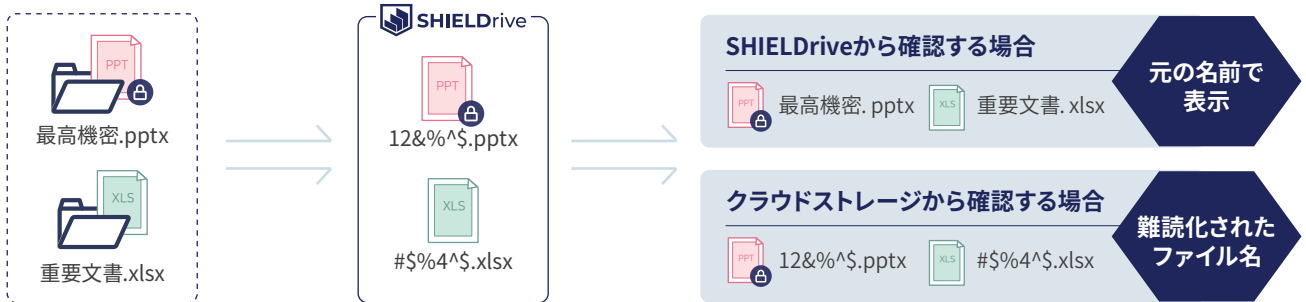 PPT
最高機密.pptx
XLS
重要文書.xlsx
SHIELDrive
PPT
12&%^$.pptx
XLS
#$%4^$.xlsx
SHIELDriveから確認する場合
PPT 最高機密. pptx XLS 重要文書. xlsx
元の名前で
表示
クラウドストレージから確認する場合
PPT 12&%^$.pptx XLS #$%4^$.xlsx
難読化された
ファイル名